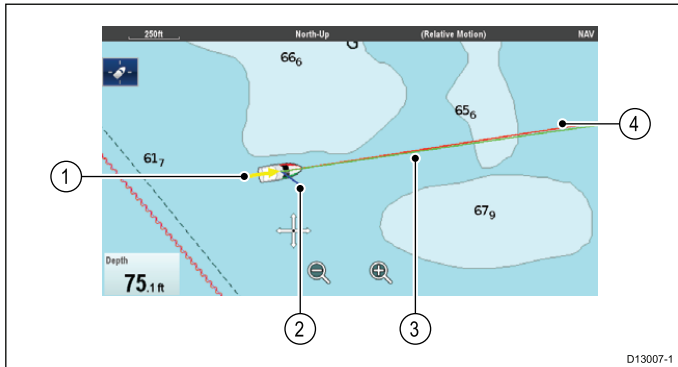 250ft North-Up (Relative Motion) NAV
G
66₆
65₆
4
61₇
1
67₉
Depth
75.1 ft
2 3
D13007-1